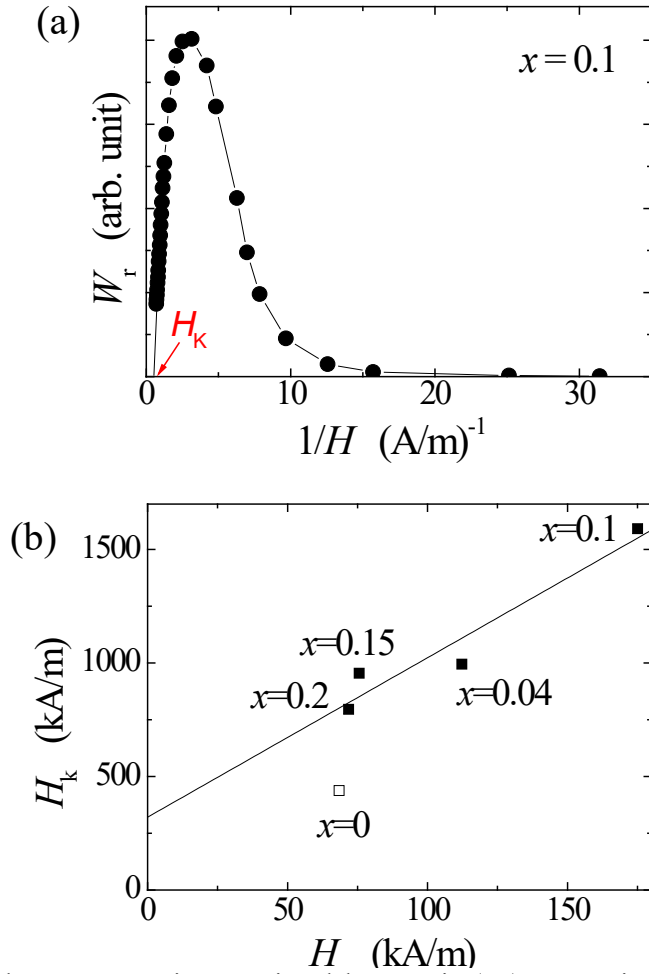 (a)
x = 0.1
W_r (arb. unit)
H_K
0 10 20 30
1/H (A/m)^-1
(b)
1500
1000
500
0
H_k (kA/m)
x=0.1
x=0.15
x=0.2
x=0.04
x=0
0 50 100 150
H (kA/m)